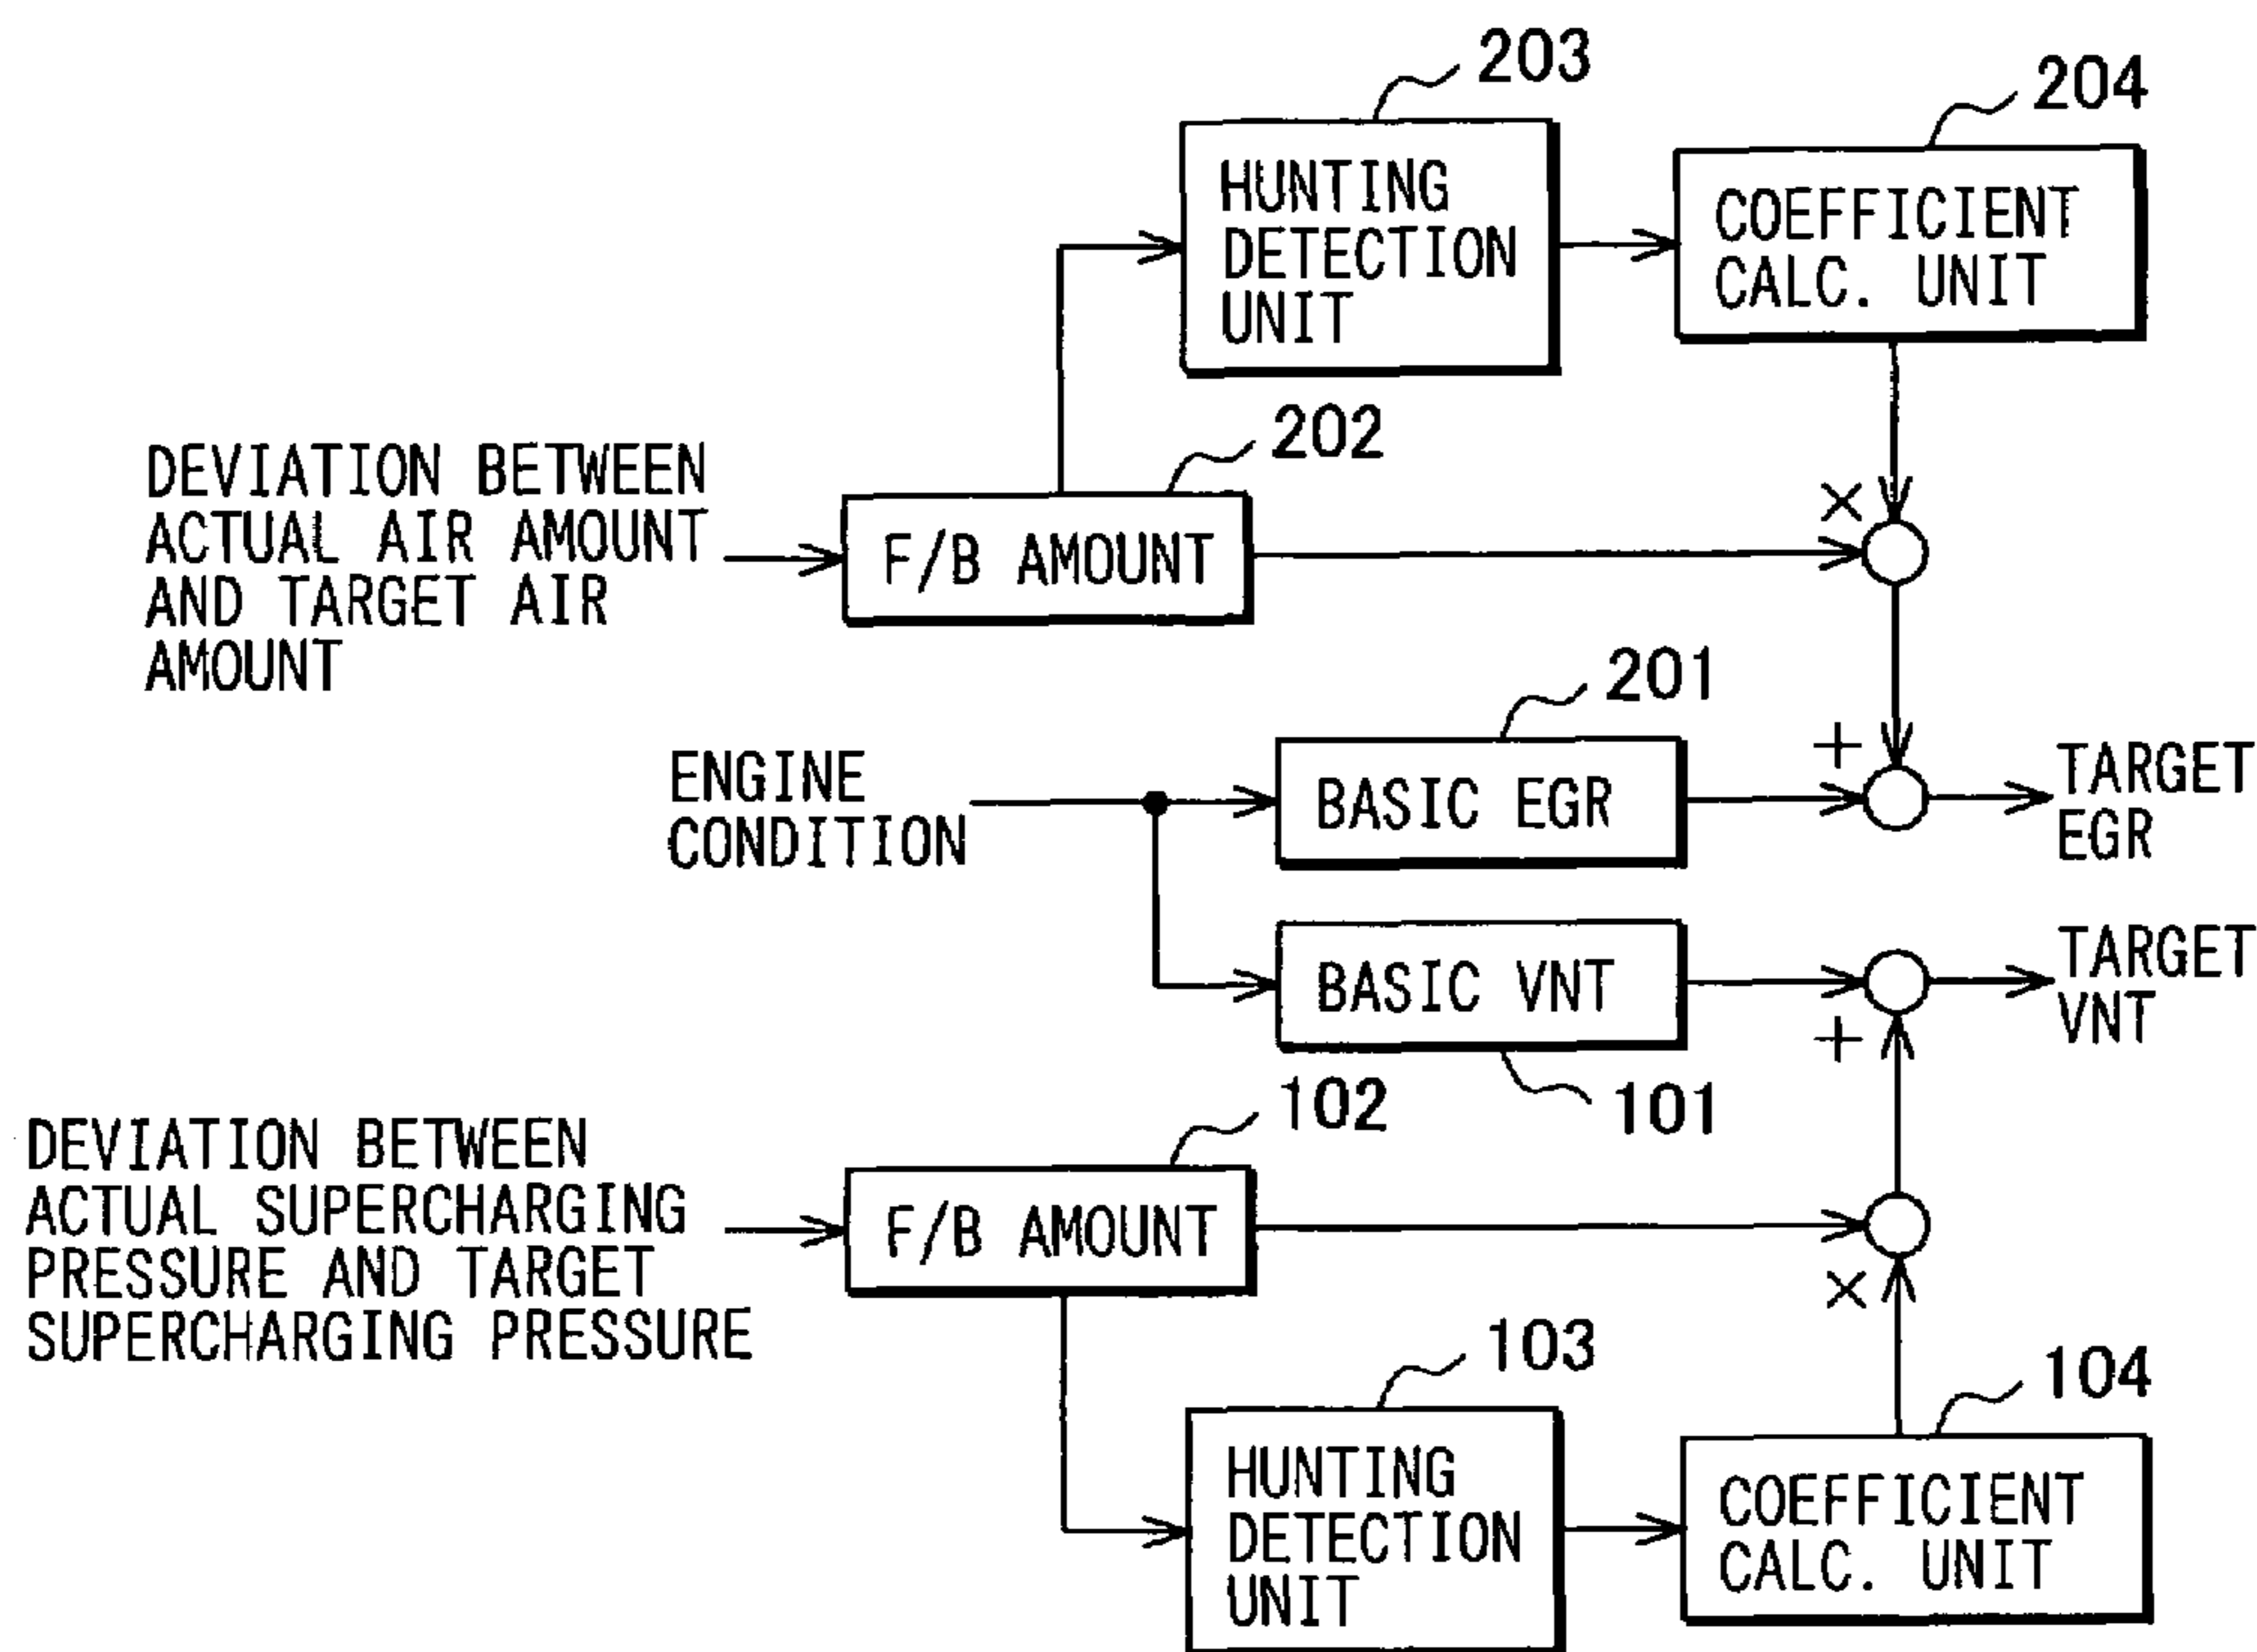 203
204
HUNTING
DETECTION
UNIT
COEFFICIENT
CALC. UNIT
202
DEVIATION BETWEEN
ACTUAL AIR AMOUNT
AND TARGET AIR
AMOUNT
F/B AMOUNT
×
201
ENGINE
CONDITION
BASIC EGR
+
TARGET
EGR
BASIC VNT
+
TARGET
VNT
101
102
DEVIATION BETWEEN
ACTUAL SUPERCHARGING
PRESSURE AND TARGET
SUPERCHARGING PRESSURE
F/B AMOUNT
×
103
104
HUNTING
DETECTION
UNIT
COEFFICIENT
CALC. UNIT